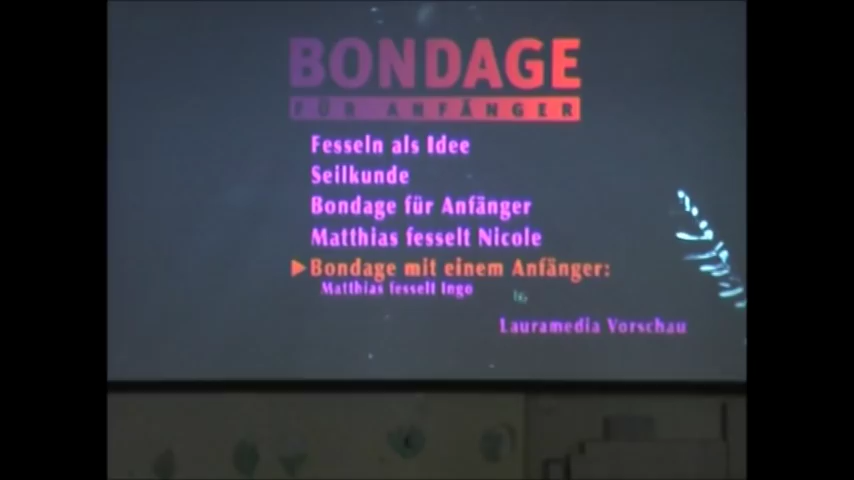 BONDAGE
FÜR ANFÄNGER
Fesseln als Idee
Seilkunde
Bondage für Anfänger
Matthias fesselt Nicole
Bondage mit einem Anfänger:
Matthias fesselt Ingo
Lauramedia Vorschau